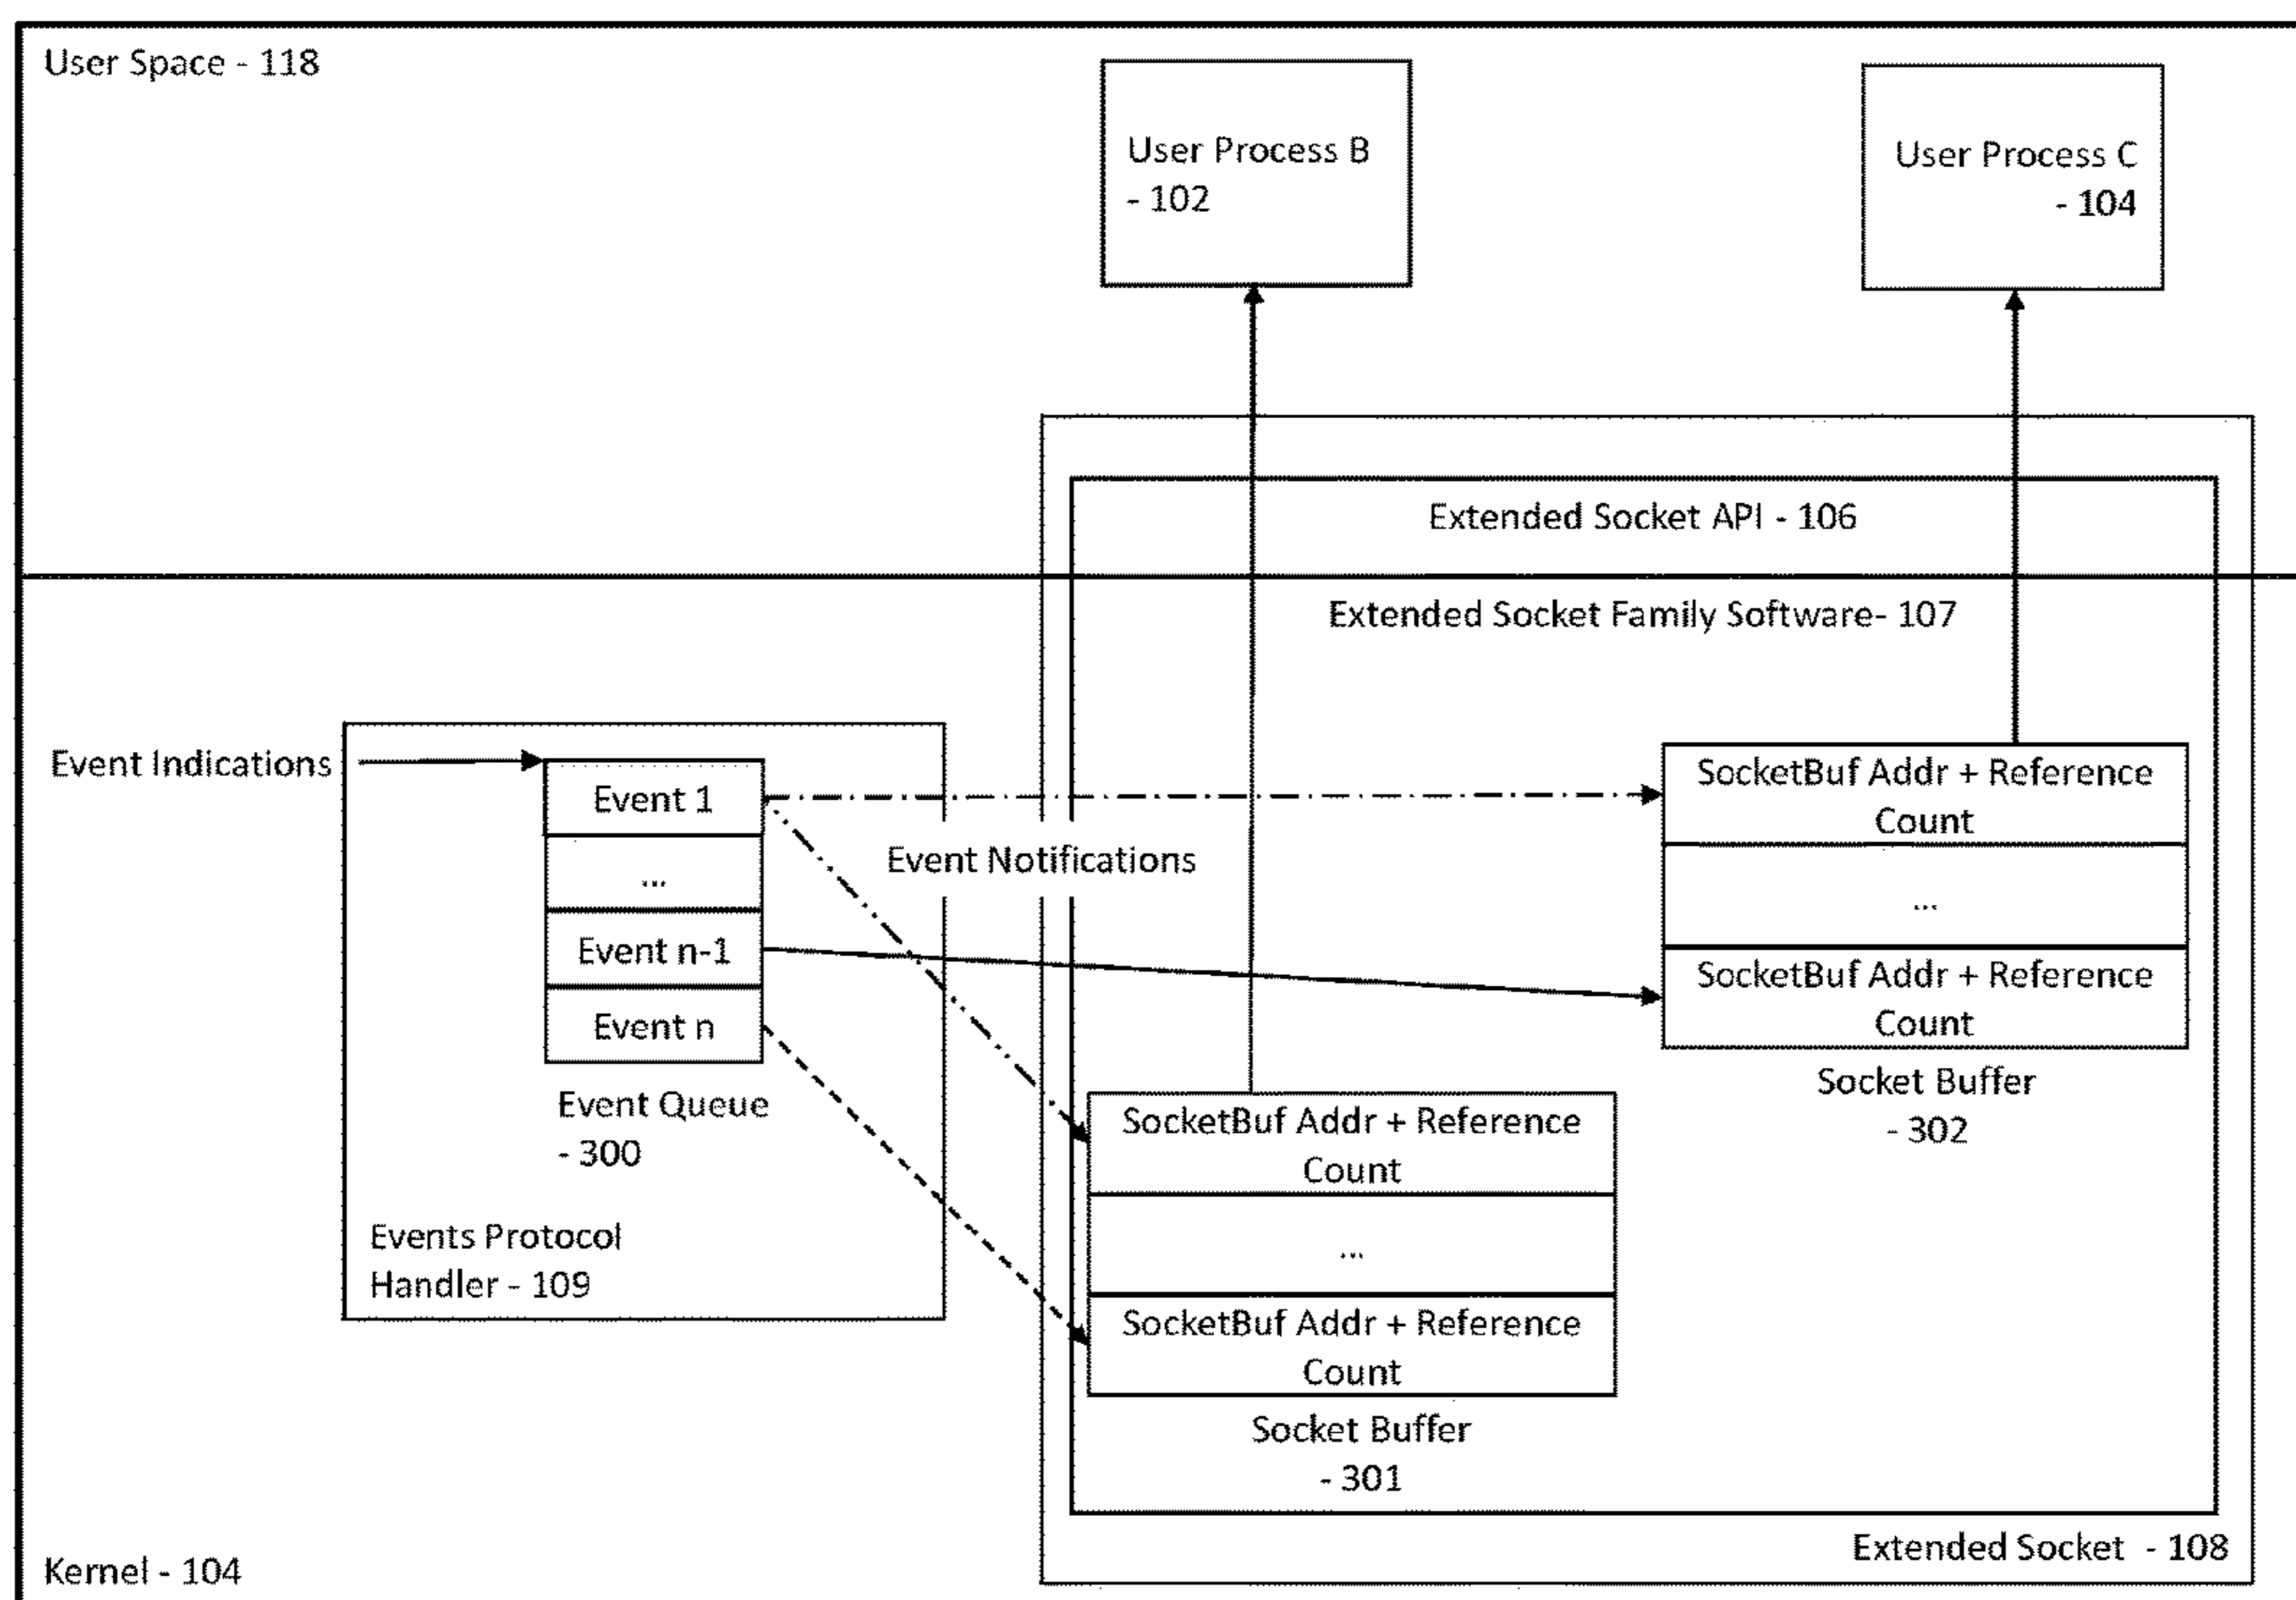 User Space - 118
User Process B
- 102
User Process C
- 104
Extended Socket API - 106
Extended Socket Family Software- 107
Event Indications
Event 1
...
Event n-1
Event n
Event Queue
- 300
Events Protocol
Handler - 109
Event Notifications
SocketBuf Addr + Reference
Count
...
SocketBuf Addr + Reference
Count
Socket Buffer
- 302
SocketBuf Addr + Reference
Count
...
SocketBuf Addr + Reference
Count
Socket Buffer
- 301
Extended Socket - 108
Kernel - 104